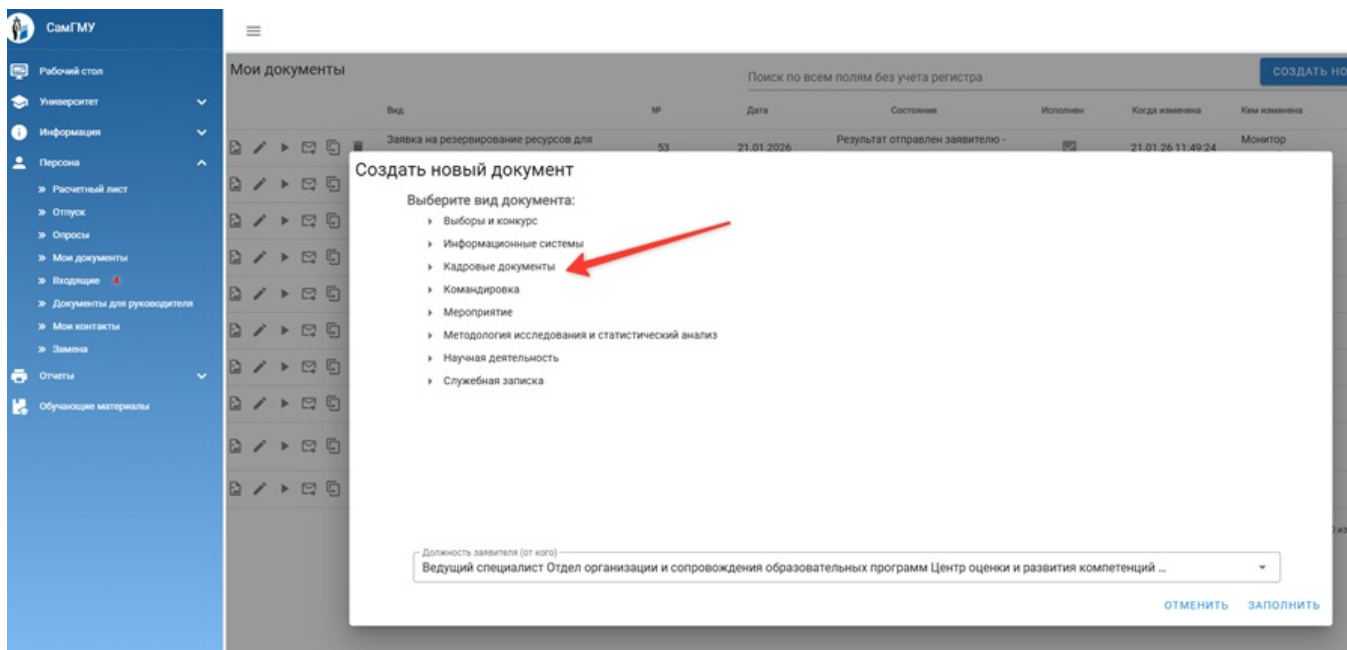 СамГМУ
Рабочий стол
Университет
Информация
Персона
Расчетный лист
Отпуск
Опросы
Мои документы
Входящие 4
Документы для руководителя
Мои контакты
Замена
Отчеты
Обучающие материалы
Мои документы
Поиск по всем полям без учета регистра
СОЗДАТЬ НО
Вид № Дата Состояние Исполнен Когда изменена Кем изменена
Заявка на резервирование ресурсов для 53 21.01.2026 Результат отправлен заявителю - 21.01.26 11:49:24 Монитор
Создать новый документ
Выберите вид документа:
Выборы и конкурс
Информационные системы
Кадровые документы
Командировка
Мероприятие
Методология исследования и статистический анализ
Научная деятельность
Служебная записка
Должность заявителя (от кого)
Ведущий специалист Отдел организации и сопровождения образовательных программ Центр оценки и развития компетенций ...
ОТМЕНИТЬ ЗАПОЛНИТЬ